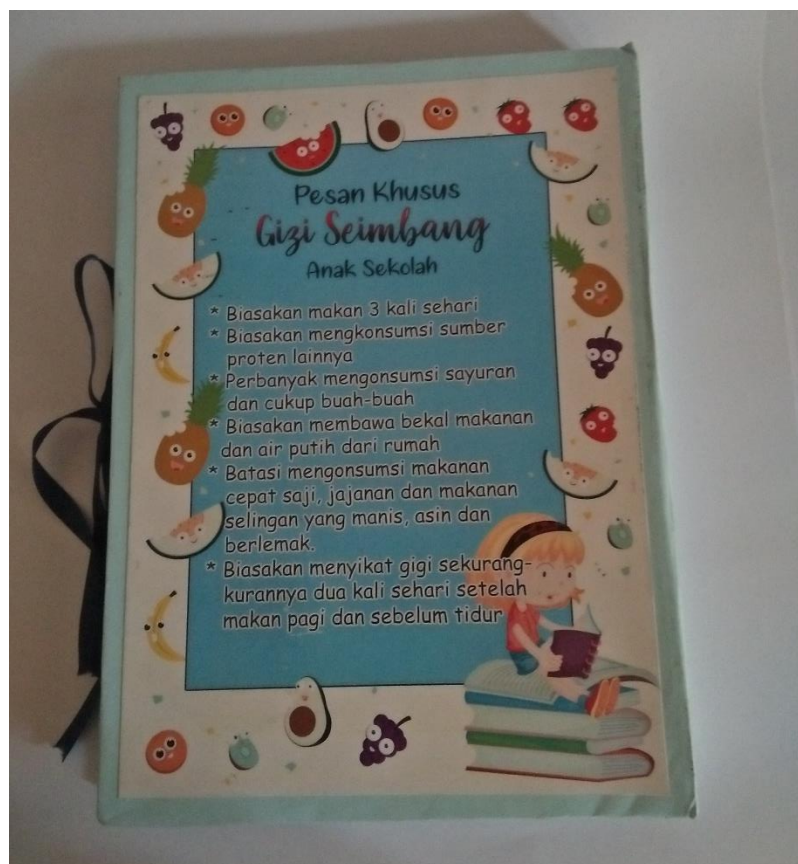 Pesan Khusus
Gizi Seimbang
Anak Sekolah
* Biasakan makan 3 kali sehari
* Biasakan mengkonsumsi sumber
proten lainnya
* Perbanyak mengonsumsi sayuran
dan cukup buah-buah
* Biasakan membawa bekal makanan
dan air putih dari rumah
* Batasi mengonsumsi makanan
cepat saji, jajanan dan makanan
selingan yang manis, asin dan
berlemak.
* Biasakan menyikat gigi sekurang-
kurannya dua kali sehari setelah
makan pagi dan sebelum tidur